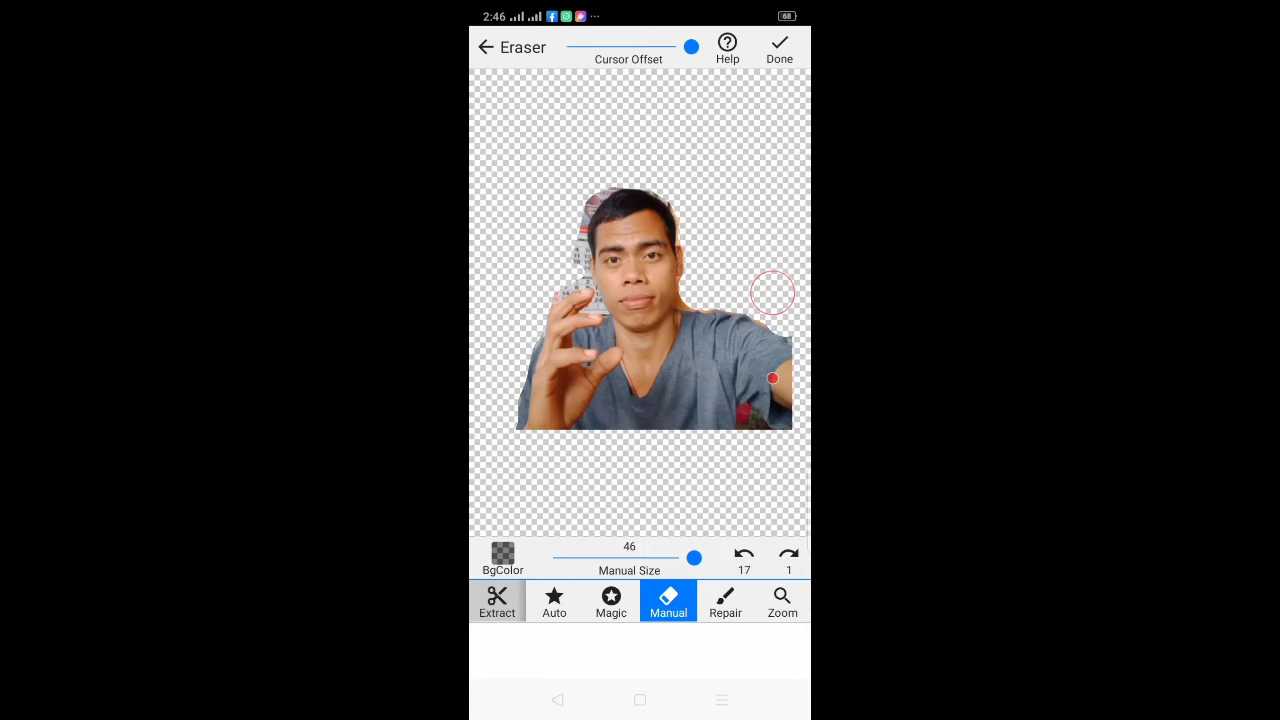 2:46
68
Eraser
Cursor Offset
Help
Done
46
BgColor
Manual Size
17
1
Extract
Auto
Magic
Manual
Repair
Zoom